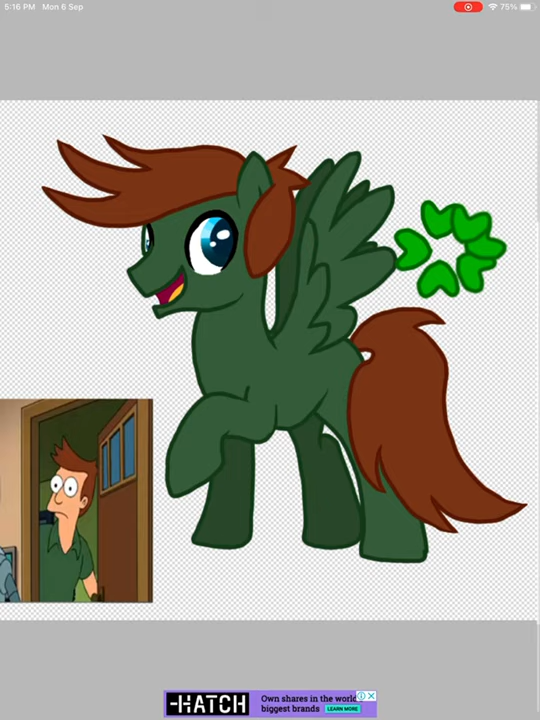 5:16 PM Mon 6 Sep
75%
-HATCH
Own shares in the world's
biggest brands
LEARN MORE